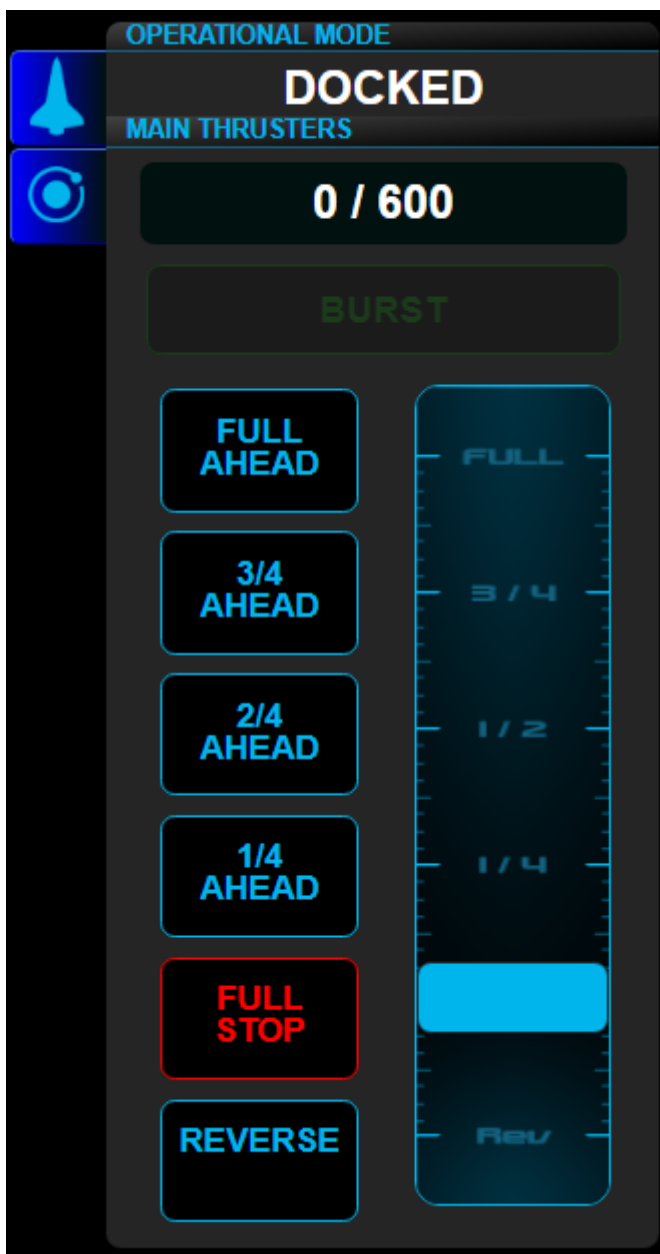 OPERATIONAL MODE
DOCKED
MAIN THRUSTERS
0 / 600
BURST
FULL
AHEAD
3/4
AHEAD
2/4
AHEAD
1/4
AHEAD
FULL
STOP
REVERSE
FULL
3/4
1/2
1/4
Rev